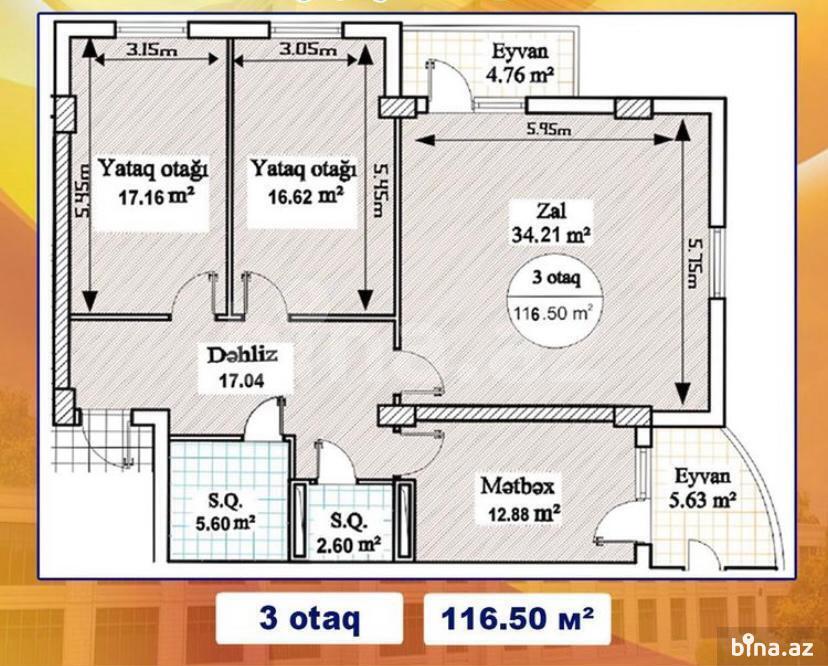 3.15m
3.05m
Eyvan
4.76 m²
5.95m
Yataq otağı
17.16 m²
5.45m
Yataq otağı
16.62 m²
5.45m
Zal
34.21 m²
5.75m
3 otaq
116.50 m²
Dəhliz
17.04
S.Q.
5.60 m²
S.Q.
2.60 m²
Mətbəx
12.88 m²
Eyvan
5.63 m²
3 otaq
116.50 м²
bina.az